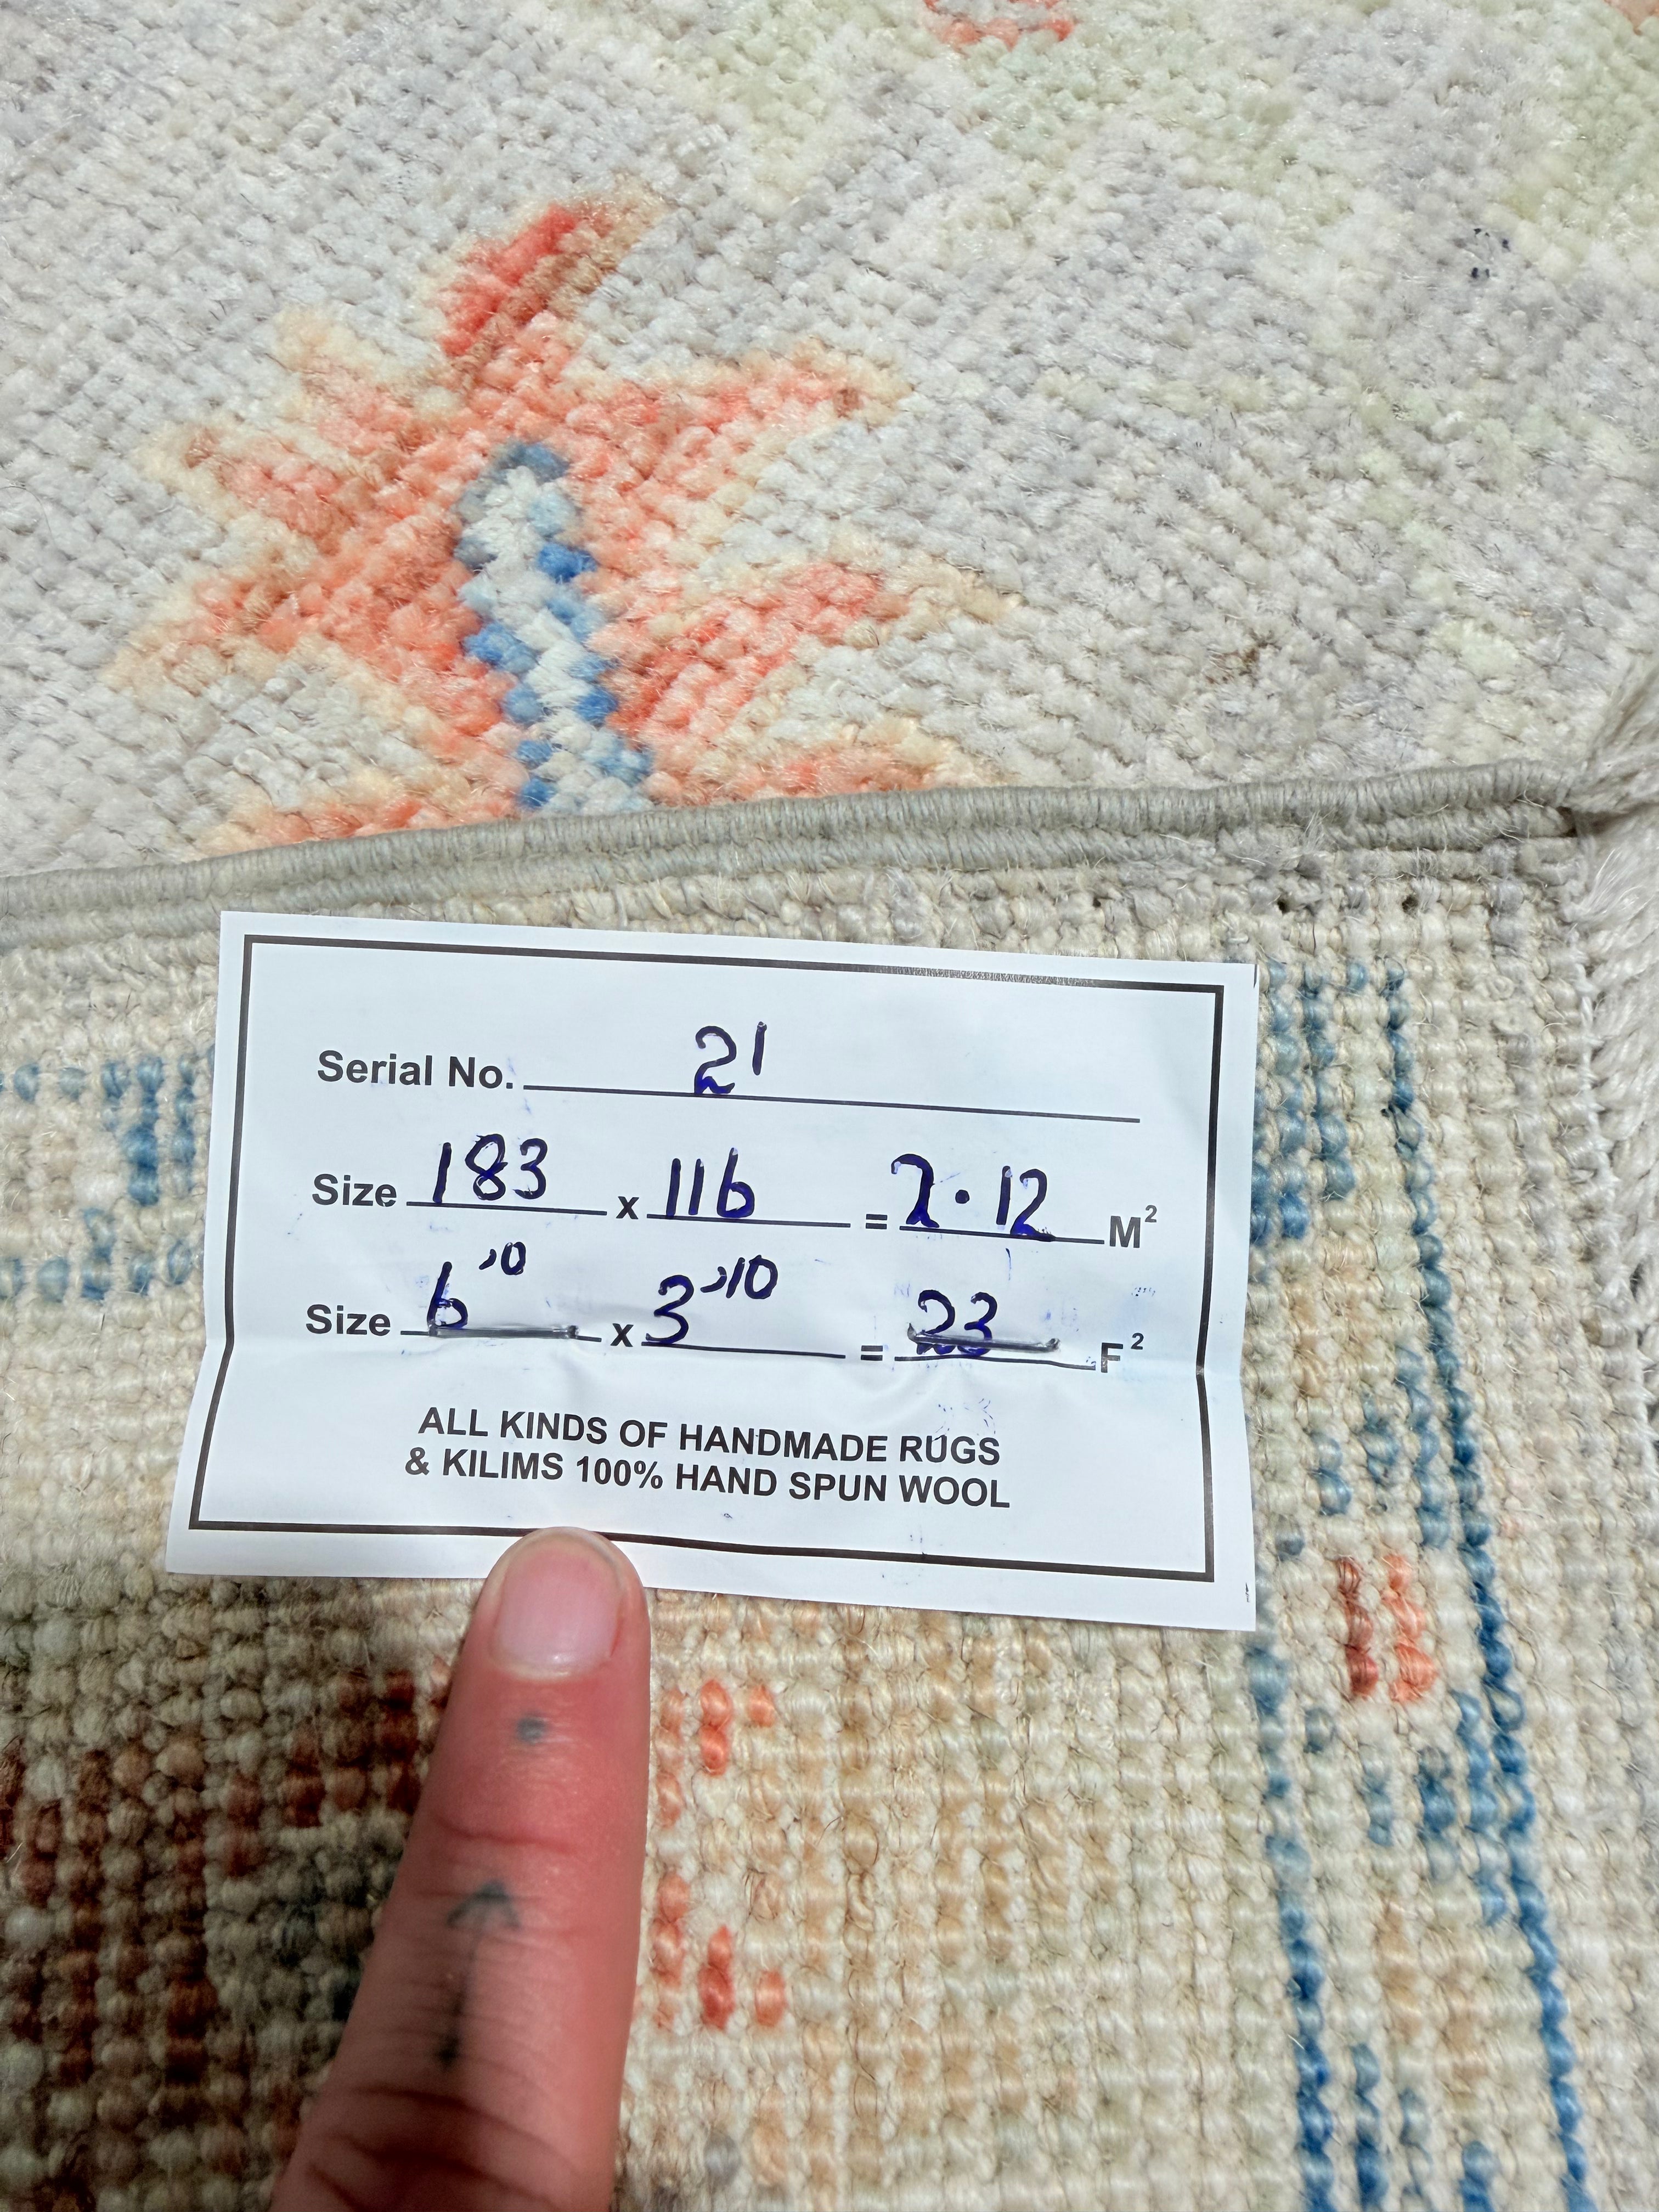 Serial No. 21
Size 183 x 116 = 2.12 M²
Size 6'0 x 3'10 = 23 F²
ALL KINDS OF HANDMADE RUGS
& KILIMS 100% HAND SPUN WOOL